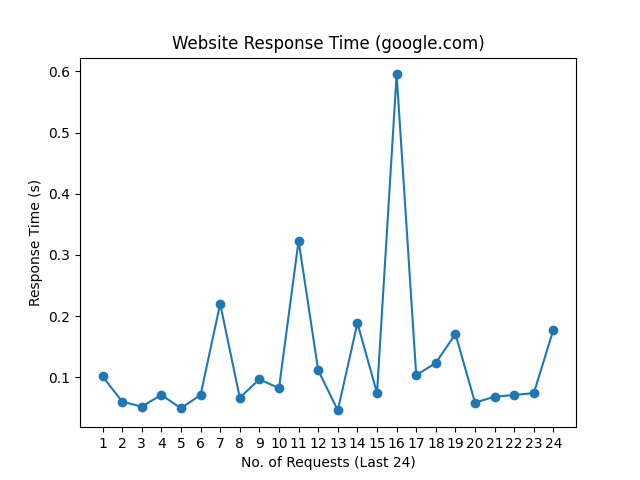 Website Response Time (google.com)
0.6
0.5
0.4
0.3
0.2
0.1
Response Time (s)
1 2 3 4 5 6 7 8 9 10 11 12 13 14 15 16 17 18 19 20 21 22 23 24
No. of Requests (Last 24)